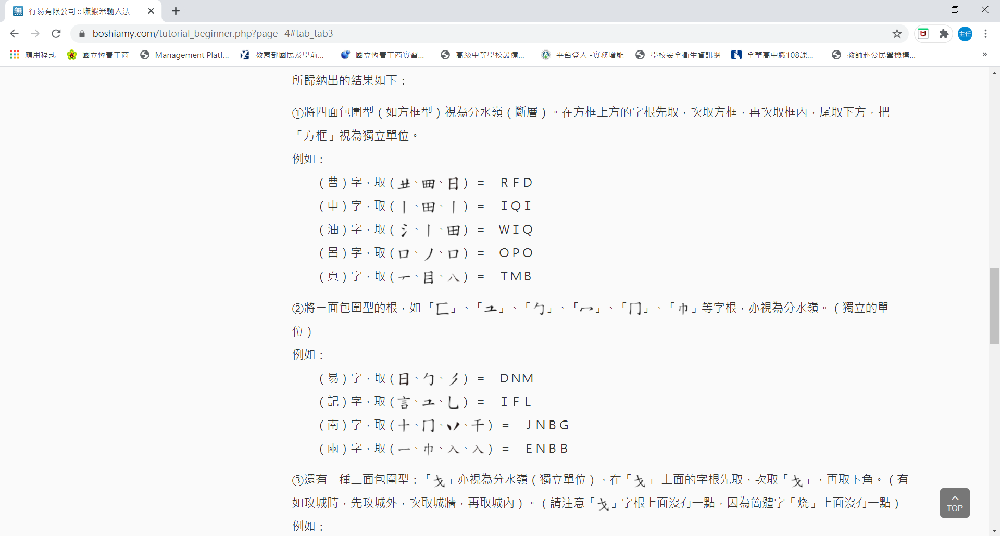 行易有限公司 :: 嘸蝦米輸入法
boshiamy.com/tutorial_beginner.php?page=4#tab_tab3
主任
應用程式 國立恆春工商 Management Platf... 教育部國民及學前... 國立恆春工商實習... 高級中等學校設備... 平台登入 -實務增能 學校安全衛生資訊網 全華高中職108課... 教師赴公民營機構... »
所歸納出的結果如下：
①將四面包圍型（如方框型）視為分水嶺（斷層）。在方框上方的字根先取，次取方框，再次取框內，尾取下方，把
「方框」視為獨立單位。
例如：
（曹）字，取（龷、罒、日）＝ ＲＦＤ
（申）字，取（丨、田、丨）＝ ＩＱＩ
（油）字，取（氵、丨、田）＝ ＷＩＱ
（呂）字，取（口、丿、口）＝ ＯＰＯ
（頁）字，取（丆、目、八）＝ ＴＭＢ
②將三面包圍型的根，如「匚」、「ユ」、「勹」、「冖」、「冂」、「巾」等字根，亦視為分水嶺。（獨立的單
位）
例如：
（易）字，取（日、勹、彡）＝ ＤＮＭ
（記）字，取（言、ユ、乚）＝ ＩＦＬ
（南）字，取（十、冂、丷、干）＝ ＪＮＢＧ
（兩）字，取（一、巾、入、入）＝ ＥＮＢＢ
③還有一種三面包圍型：「」亦視為分水嶺（獨立單位），在「」上面的字根先取，次取「」，再取下角。（有
如攻城時，先攻城外，次取城牆，再取城內）。（請注意「」字根上面沒有一點，因為簡體字「烧」上面沒有一點）
例如：
TOP